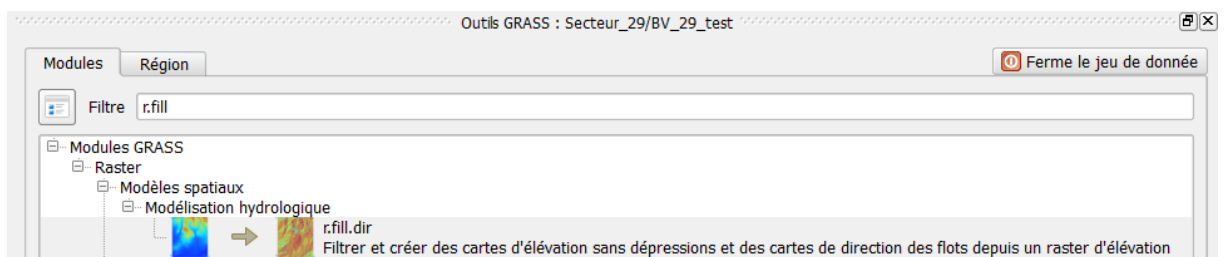 Outils GRASS : Secteur_29/BV_29_test
Modules Région Ferme le jeu de donnée
Filtre r.fill
Modules GRASS
Raster
Modèles spatiaux
Modélisation hydrologique
r.fill.dir
Filtrer et créer des cartes d'élévation sans dépressions et des cartes de direction des flots depuis un raster d'élévation